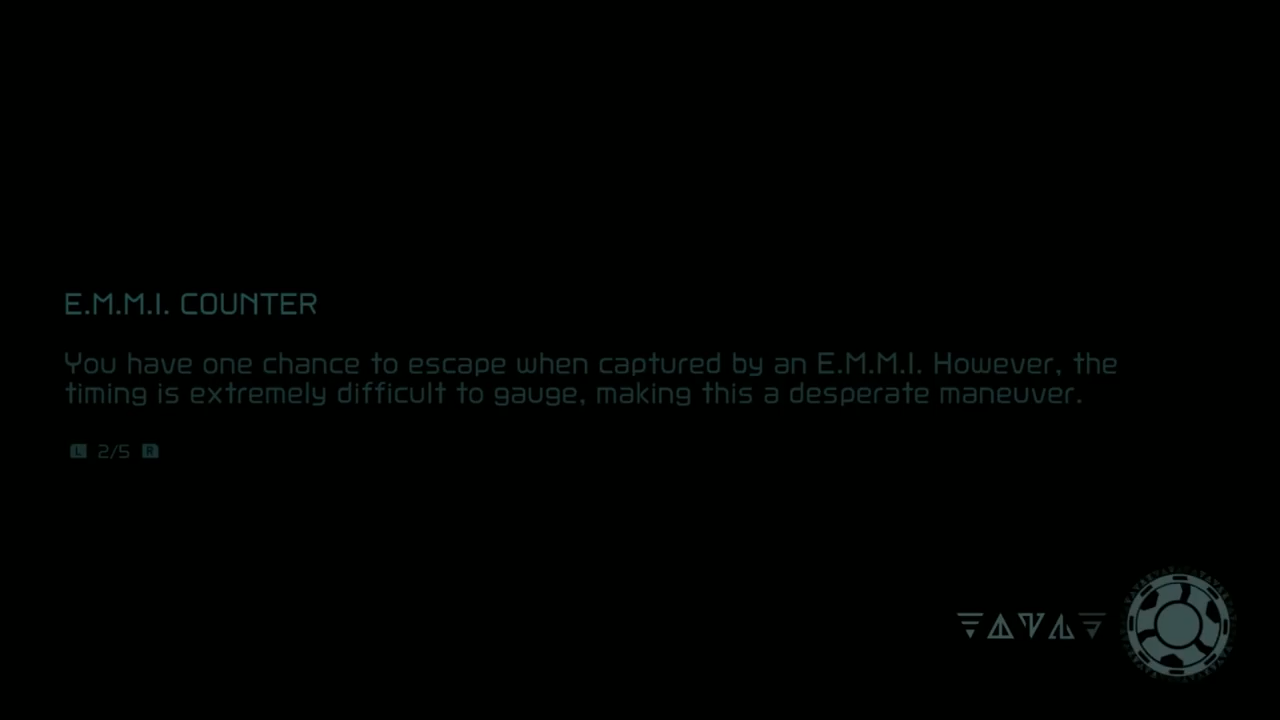 E.M.M.I. COUNTER
You have one chance to escape when captured by an E.M.M.I. However, the
timing is extremely difficult to gauge, making this a desperate maneuver.
L 2/5 R